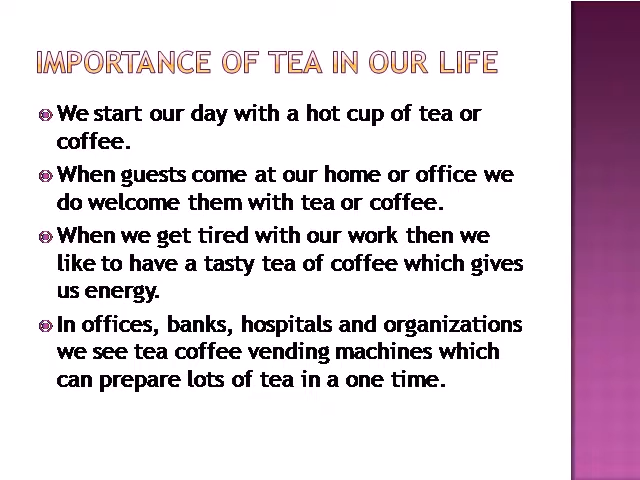 IMPORTANCE OF TEA IN OUR LIFE
We start our day with a hot cup of tea or
coffee.
When guests come at our home or office we
do welcome them with tea or coffee.
When we get tired with our work then we
like to have a tasty tea of coffee which gives
us energy.
In offices, banks, hospitals and organizations
we see tea coffee vending machines which
can prepare lots of tea in a one time.